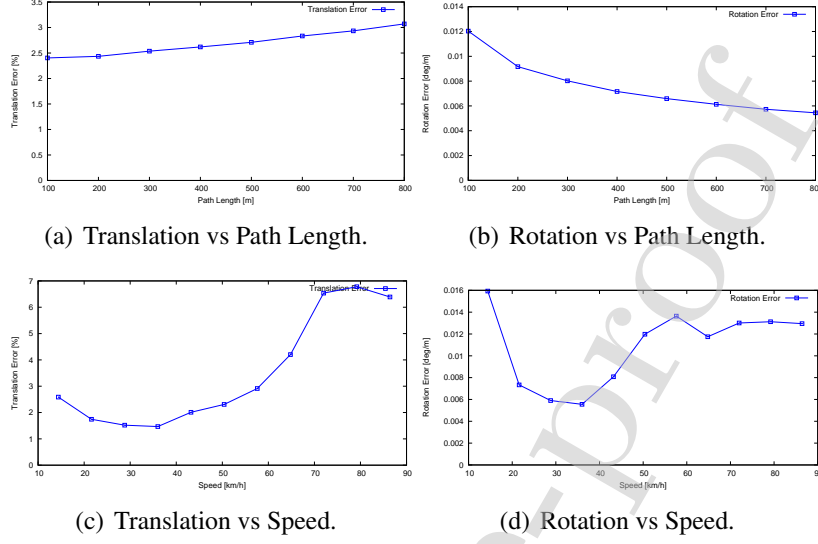 3.5
3
2.5
2
1.5
1
0.5
0
100 200 300 400 500 600 700 800
Translation Error [%]
Path Length [m]
Translation Error
(a) Translation vs Path Length.
0.014
0.012
0.01
0.008
0.006
0.004
0.002
0
100 200 300 400 500 600 700 800
Rotation Error [deg/m]
Path Length [m]
Rotation Error
(b) Rotation vs Path Length.
7
6
5
4
3
2
1
0
10 20 30 40 50 60 70 80 90
Translation Error [%]
Speed [km/h]
Translation Error
(c) Translation vs Speed.
0.016
0.014
0.012
0.01
0.008
0.006
0.004
0.002
0
10 20 30 40 50 60 70 80 90
Rotation Error [deg/m]
Speed [km/h]
Rotation Error
(d) Rotation vs Speed.
-proof